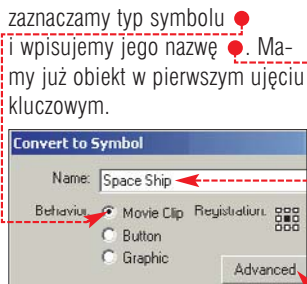 zaznaczamy typ symbolu
i wpisujemy jego nazwę . Ma-
my już obiekt w pierwszym ujęciu
kluczowym.
Convert to Symbol
Name: Space Ship
Behavior: Movie Clip Registration:
Button
Graphic
Advanced